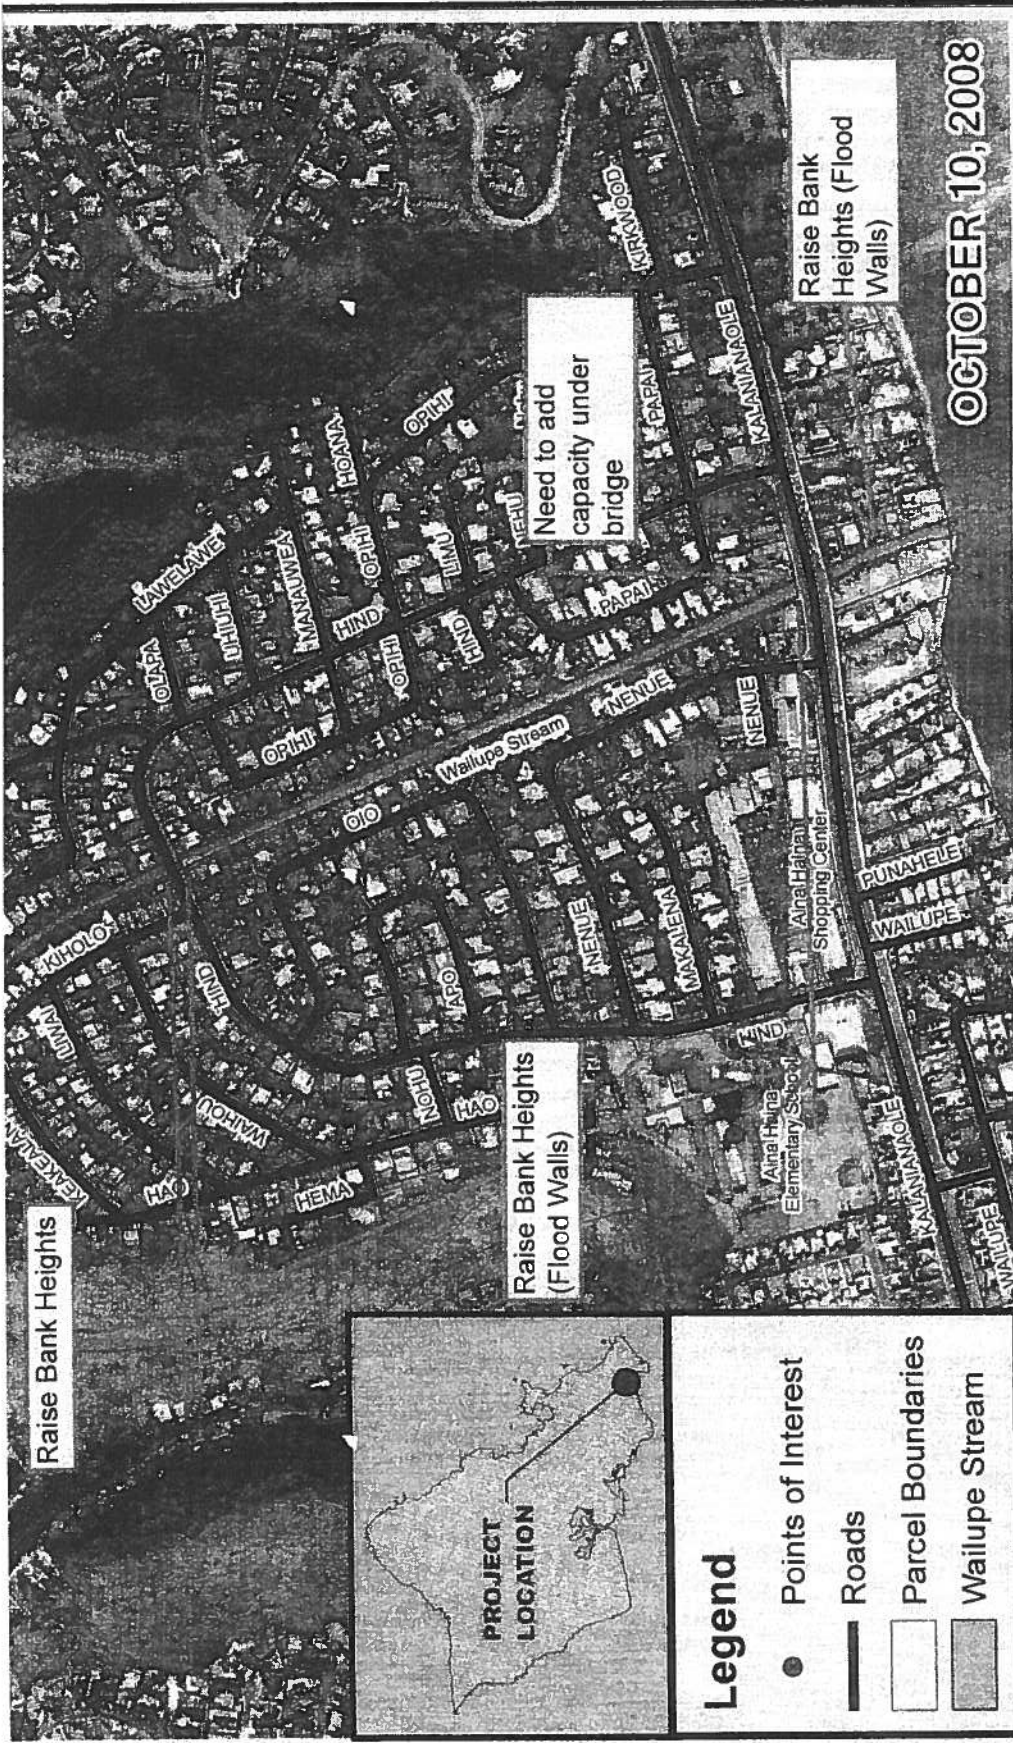 Raise Bank Heights
KEAKEALANI
LIWAI
KIHOLO
HAO
WAIHOU
HIND
HIND
HEMA
NOHU
HAO
APO
OIO
Wailupe Stream
OLAPA
LAWELAWE
ULIHUIHI
MANAUWEA
HIND
HOANA
OPIHI
OPIHI
OPIHI
OPIHI
LIMU
HIND
NENUE
NENUE
NENUE
MAKALENA
PAPAI
PAPAI
KIRKWOOD
KALANIANAOLE
Need to add
capacity under
bridge
Raise Bank Heights
(Flood Walls)
Raise Bank
Heights (Flood
Walls)
Aina Haina
Shopping Center
HIND
Aina Haina
Elementary School
PUNAHELE
WAILUPE
KALANIANAOLE
WAILUPE
OCTOBER 10, 2008
PROJECT
LOCATION
Legend
Points of Interest
Roads
Parcel Boundaries
Wailupe Stream